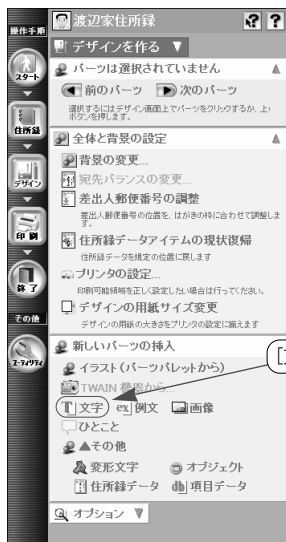 操作手順
渡辺家住所録
デザインを作る ▼
スタート
パーツは選択されていません
前のパーツ 次のパーツ
選択するにはデザイン画面上でパーツをクリックするか、上
ボタンを押します。
住所録
全体と背景の設定
背景の変更...
宛先バランスの変更...
デザイン
差出人郵便番号の調整
差出人郵便番号の位置を、はがきの枠に合わせて調整しま
す。
印刷
住所録データアイテムの現状復帰
住所録データを規定の位置に戻します
プリンタの設定...
印刷可能領域を正しく設定したい場合は行ってください。
終了
デザインの用紙サイズ変更
デザインの用紙の大きさをプリンタの設定に揃えます
その他
新しいパーツの挿入
ユーティリティ
イラスト(パーツパレットから)
TWAIN 機器から...
文字 例文 画像
ひとこと
▲その他
変形文字 オブジェクト
住所録データ 項目データ
オプション ▼